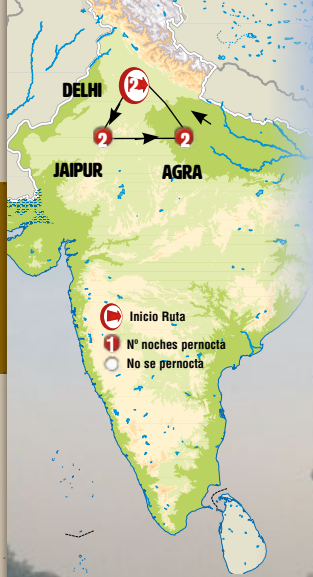 DELHI
2
2
2
JAIPUR
AGRA
Inicio Ruta
1 Nº noches pernocta
No se pernocta